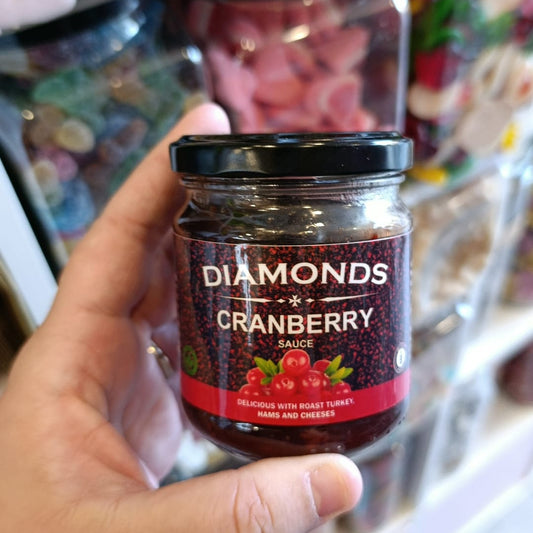 DIAMONDS
CRANBERRY
SAUCE
DELICIOUS WITH ROAST TURKEY,
HAMS AND CHEESES